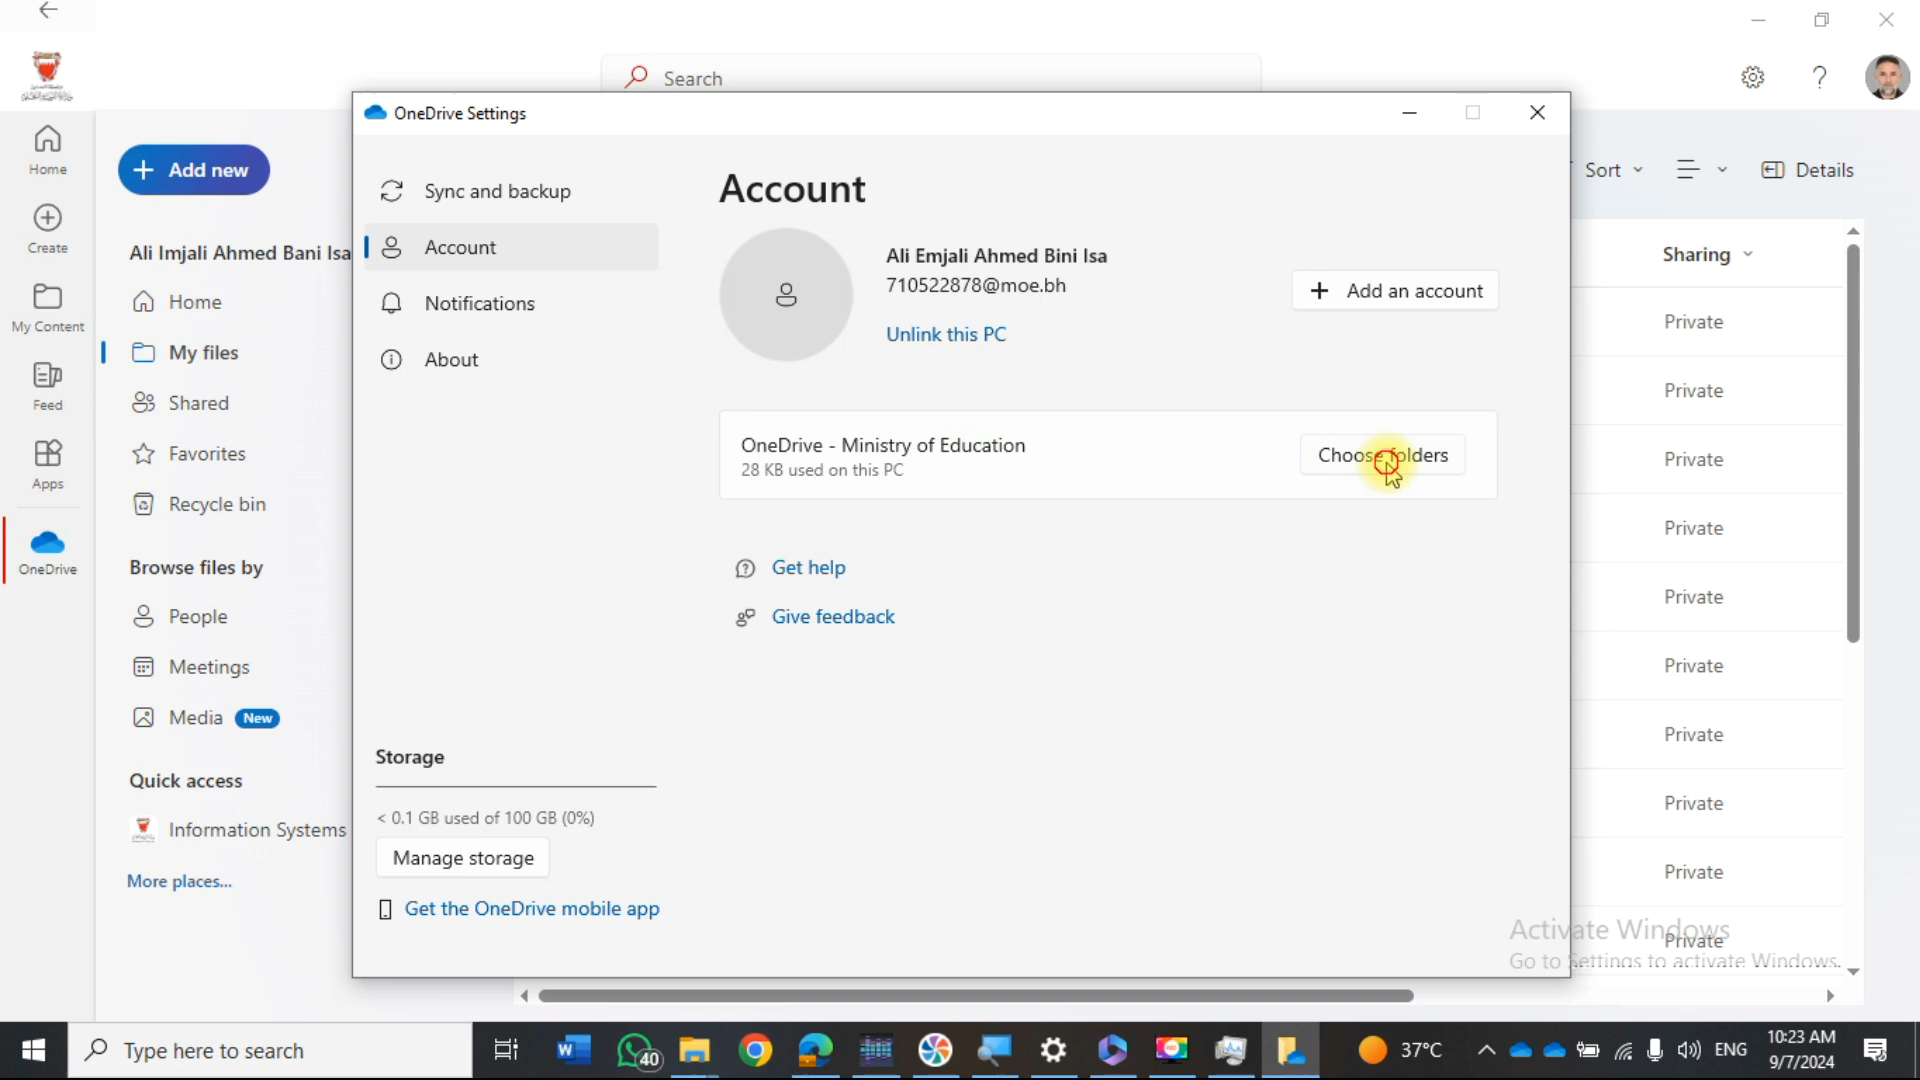 Search
OneDrive Settings
Home
Create
My Content
Feed
Apps
OneDrive
Add new
Ali Imjali Ahmed Bani Isa
Home
My files
Shared
Favorites
Recycle bin
Browse files by
People
Meetings
Media New
Quick access
Information Systems
More places...
Sync and backup
Account
Notifications
About
Storage
< 0.1 GB used of 100 GB (0%)
Manage storage
Get the OneDrive mobile app
Account
Ali Emjali Ahmed Bini Isa
710522878@moe.bh
Unlink this PC
Add an account
OneDrive - Ministry of Education
28 KB used on this PC
Choose folders
Get help
Give feedback
Sort
Details
Sharing
Private
Private
Private
Private
Private
Private
Private
Private
Private
Private
Activate Windows
Go to Settings to activate Windows.
Type here to search
40
37°C
ENG
10:23 AM
9/7/2024